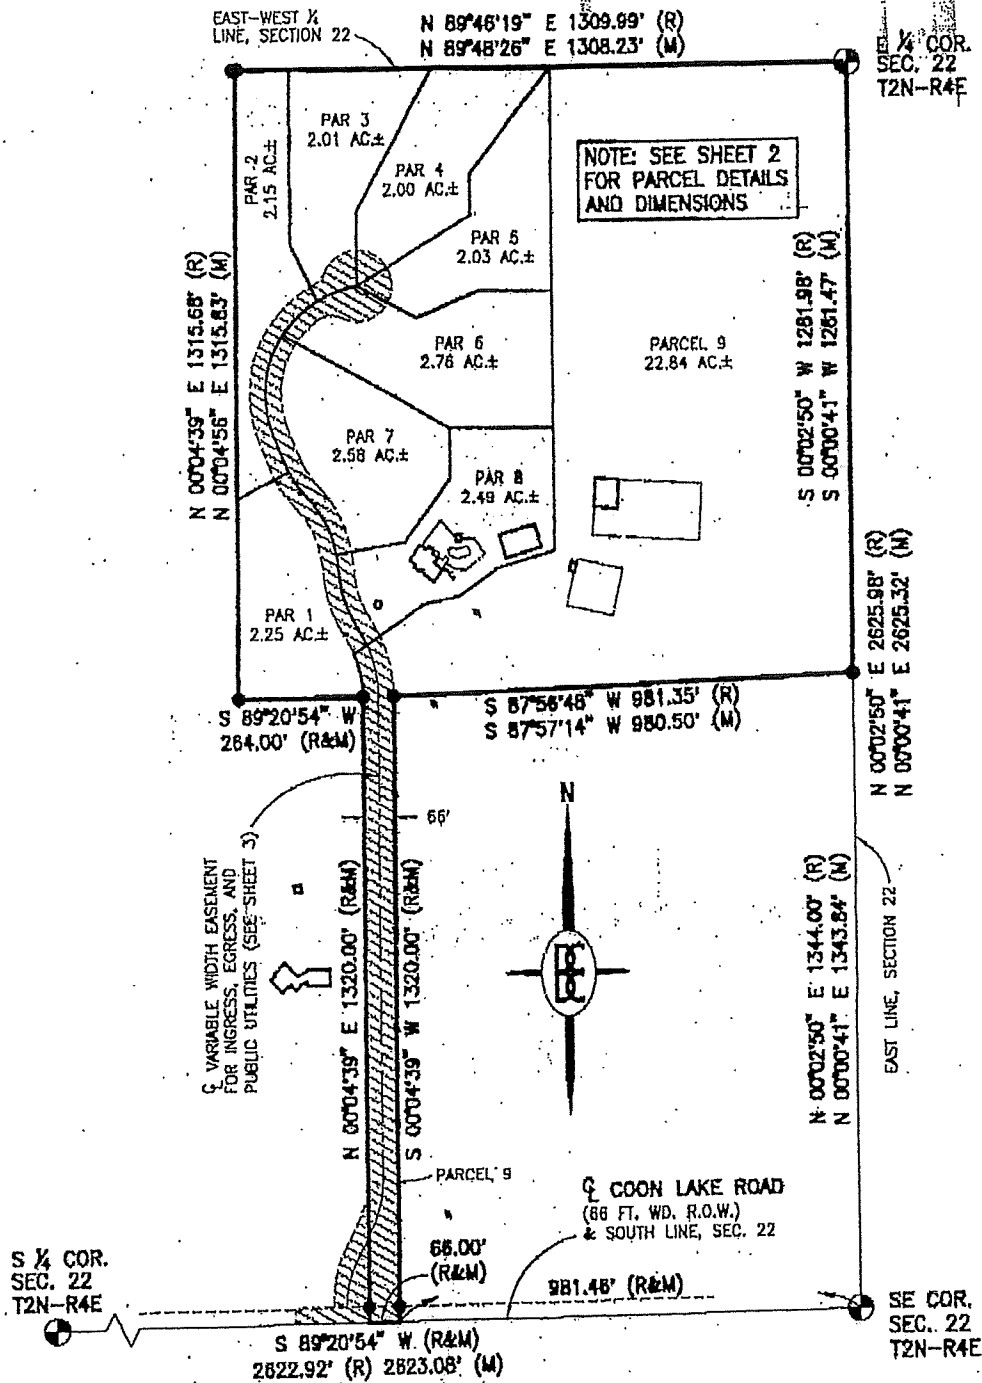 EAST-WEST ¼
LINE, SECTION 22
N 89°46'19" E 1309.99' (R)
N 89°48'26" E 1308.23' (M)
E ¼ COR.
SEC. 22
T2N-R4E
PAR 3
2.01 AC.±
PAR 2
2.15 AC.±
PAR 4
2.00 AC.±
NOTE: SEE SHEET 2
FOR PARCEL DETAILS
AND DIMENSIONS
PAR 5
2.03 AC.±
N 00°04'39" E 1315.68' (R)
N 00°04'56" E 1315.83' (M)
S 00°02'50" W 1281.98' (R)
S 00°00'41" W 1281.47' (M)
PAR 6
2.76 AC.±
PARCEL 9
22.84 AC.±
PAR 7
2.58 AC.±
PAR 8
2.49 AC.±
PAR 1
2.25 AC.±
N 00°02'50" E 2625.98' (R)
N 00°00'41" E 2625.32' (M)
S 89°20'54" W
264.00' (R&M)
S 87°56'48" W 981.35' (R)
S 87°57'14" W 980.50' (M)
66'
N
℄ VARIABLE WIDTH EASEMENT
FOR INGRESS, EGRESS, AND
PUBLIC UTILITIES (SEE SHEET 3)
N 00°04'39" E 1320.00' (R&M)
S 00°04'39" W 1320.00' (R&M)
N 00°02'50" E 1344.00' (R)
N 00°00'41" E 1343.84' (M)
EAST LINE, SECTION 22
PARCEL 9
℄ COON LAKE ROAD
(66 FT. WD. R.O.W.)
& SOUTH LINE, SEC. 22
66.00'
(R&M)
981.46' (R&M)
S ¼ COR.
SEC. 22
T2N-R4E
SE COR.
SEC. 22
T2N-R4E
S 89°20'54" W (R&M)
2622.92' (R) 2623.08' (M)